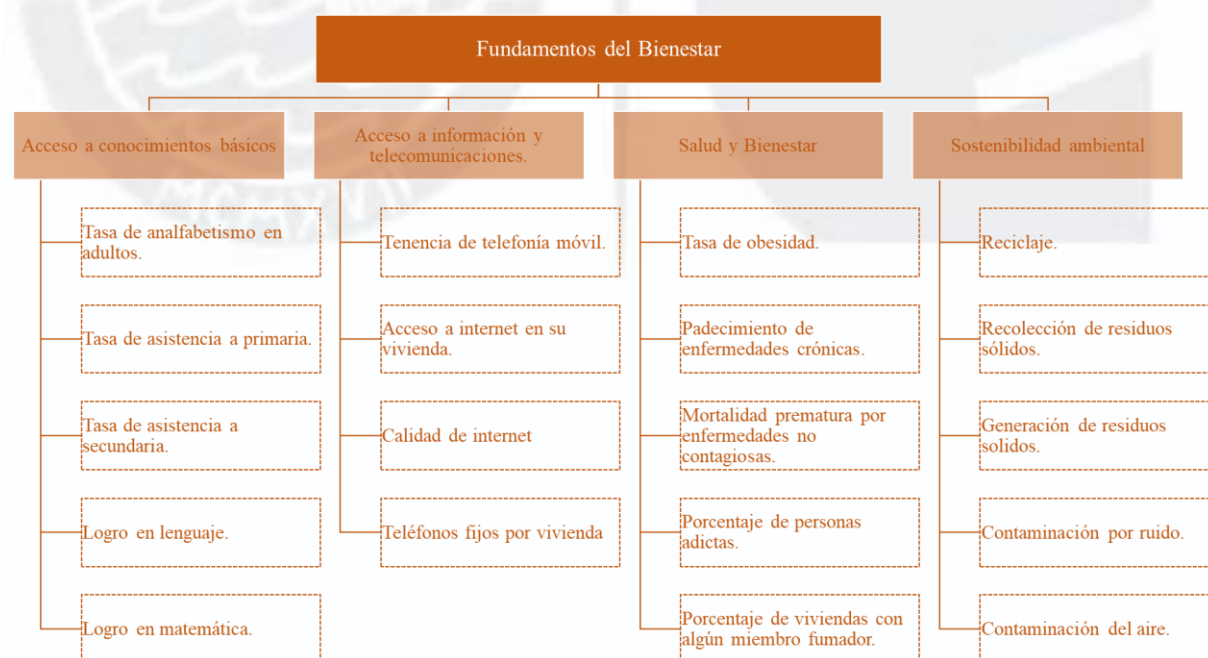 Fundamentos del Bienestar
Acceso a conocimientos básicos
Tasa de analfabetismo en
adultos.
Tasa de asistencia a primaria.
Tasa de asistencia a
secundaria.
Logro en lenguaje.
Logro en matemática.
Acceso a información y
telecomunicaciones.
Tenencia de telefonía móvil.
Acceso a internet en su
vivienda.
Calidad de internet
Teléfonos fijos por vivienda
Salud y Bienestar
Tasa de obesidad.
Padecimiento de
enfermedades crónicas.
Mortalidad prematura por
enfermedades no
contagiosas.
Porcentaje de personas
adictas.
Porcentaje de viviendas con
algún miembro fumador.
Sostenibilidad ambiental
Reciclaje.
Recolección de residuos
sólidos.
Generación de residuos
solidos.
Contaminación por ruido.
Contaminación del aire.
MCMXVII